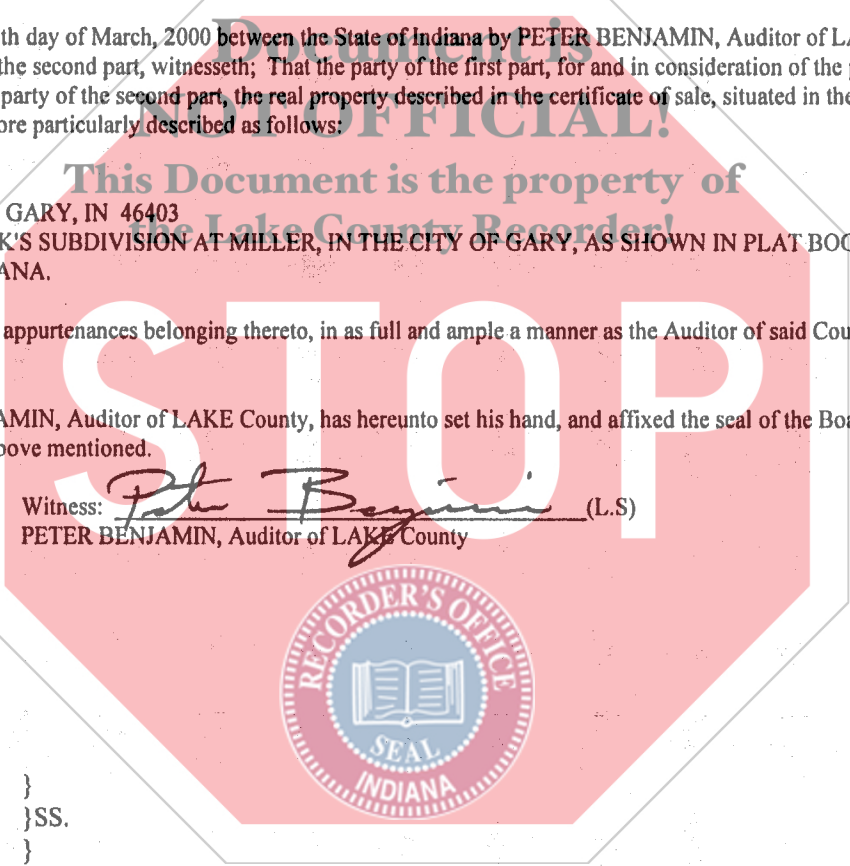 th day of March, 2000 between the State of Indiana by PETER BENJAMIN, Auditor of LA
Document is
the second part, witnesseth; That the party of the first part, for and in consideration of the p
party of the second part, the real property described in the certificate of sale, situated in the
NOT OFFICIAL!
ore particularly described as follows:
This Document is the property of
GARY, IN 46403
the Lake County Recorder!
K'S SUBDIVISION AT MILLER, IN THE CITY OF GARY, AS SHOWN IN PLAT BOO
ANA.
STOP
appurtenances belonging thereto, in as full and ample a manner as the Auditor of said Cou
AMIN, Auditor of LAKE County, has hereunto set his hand, and affixed the seal of the Boa
bove mentioned.
Witness: Peter Benjamin (L.S)
PETER BENJAMIN, Auditor of LAKE County
RECORDER'S OFFICE
SEAL
INDIANA
}
}SS.
}